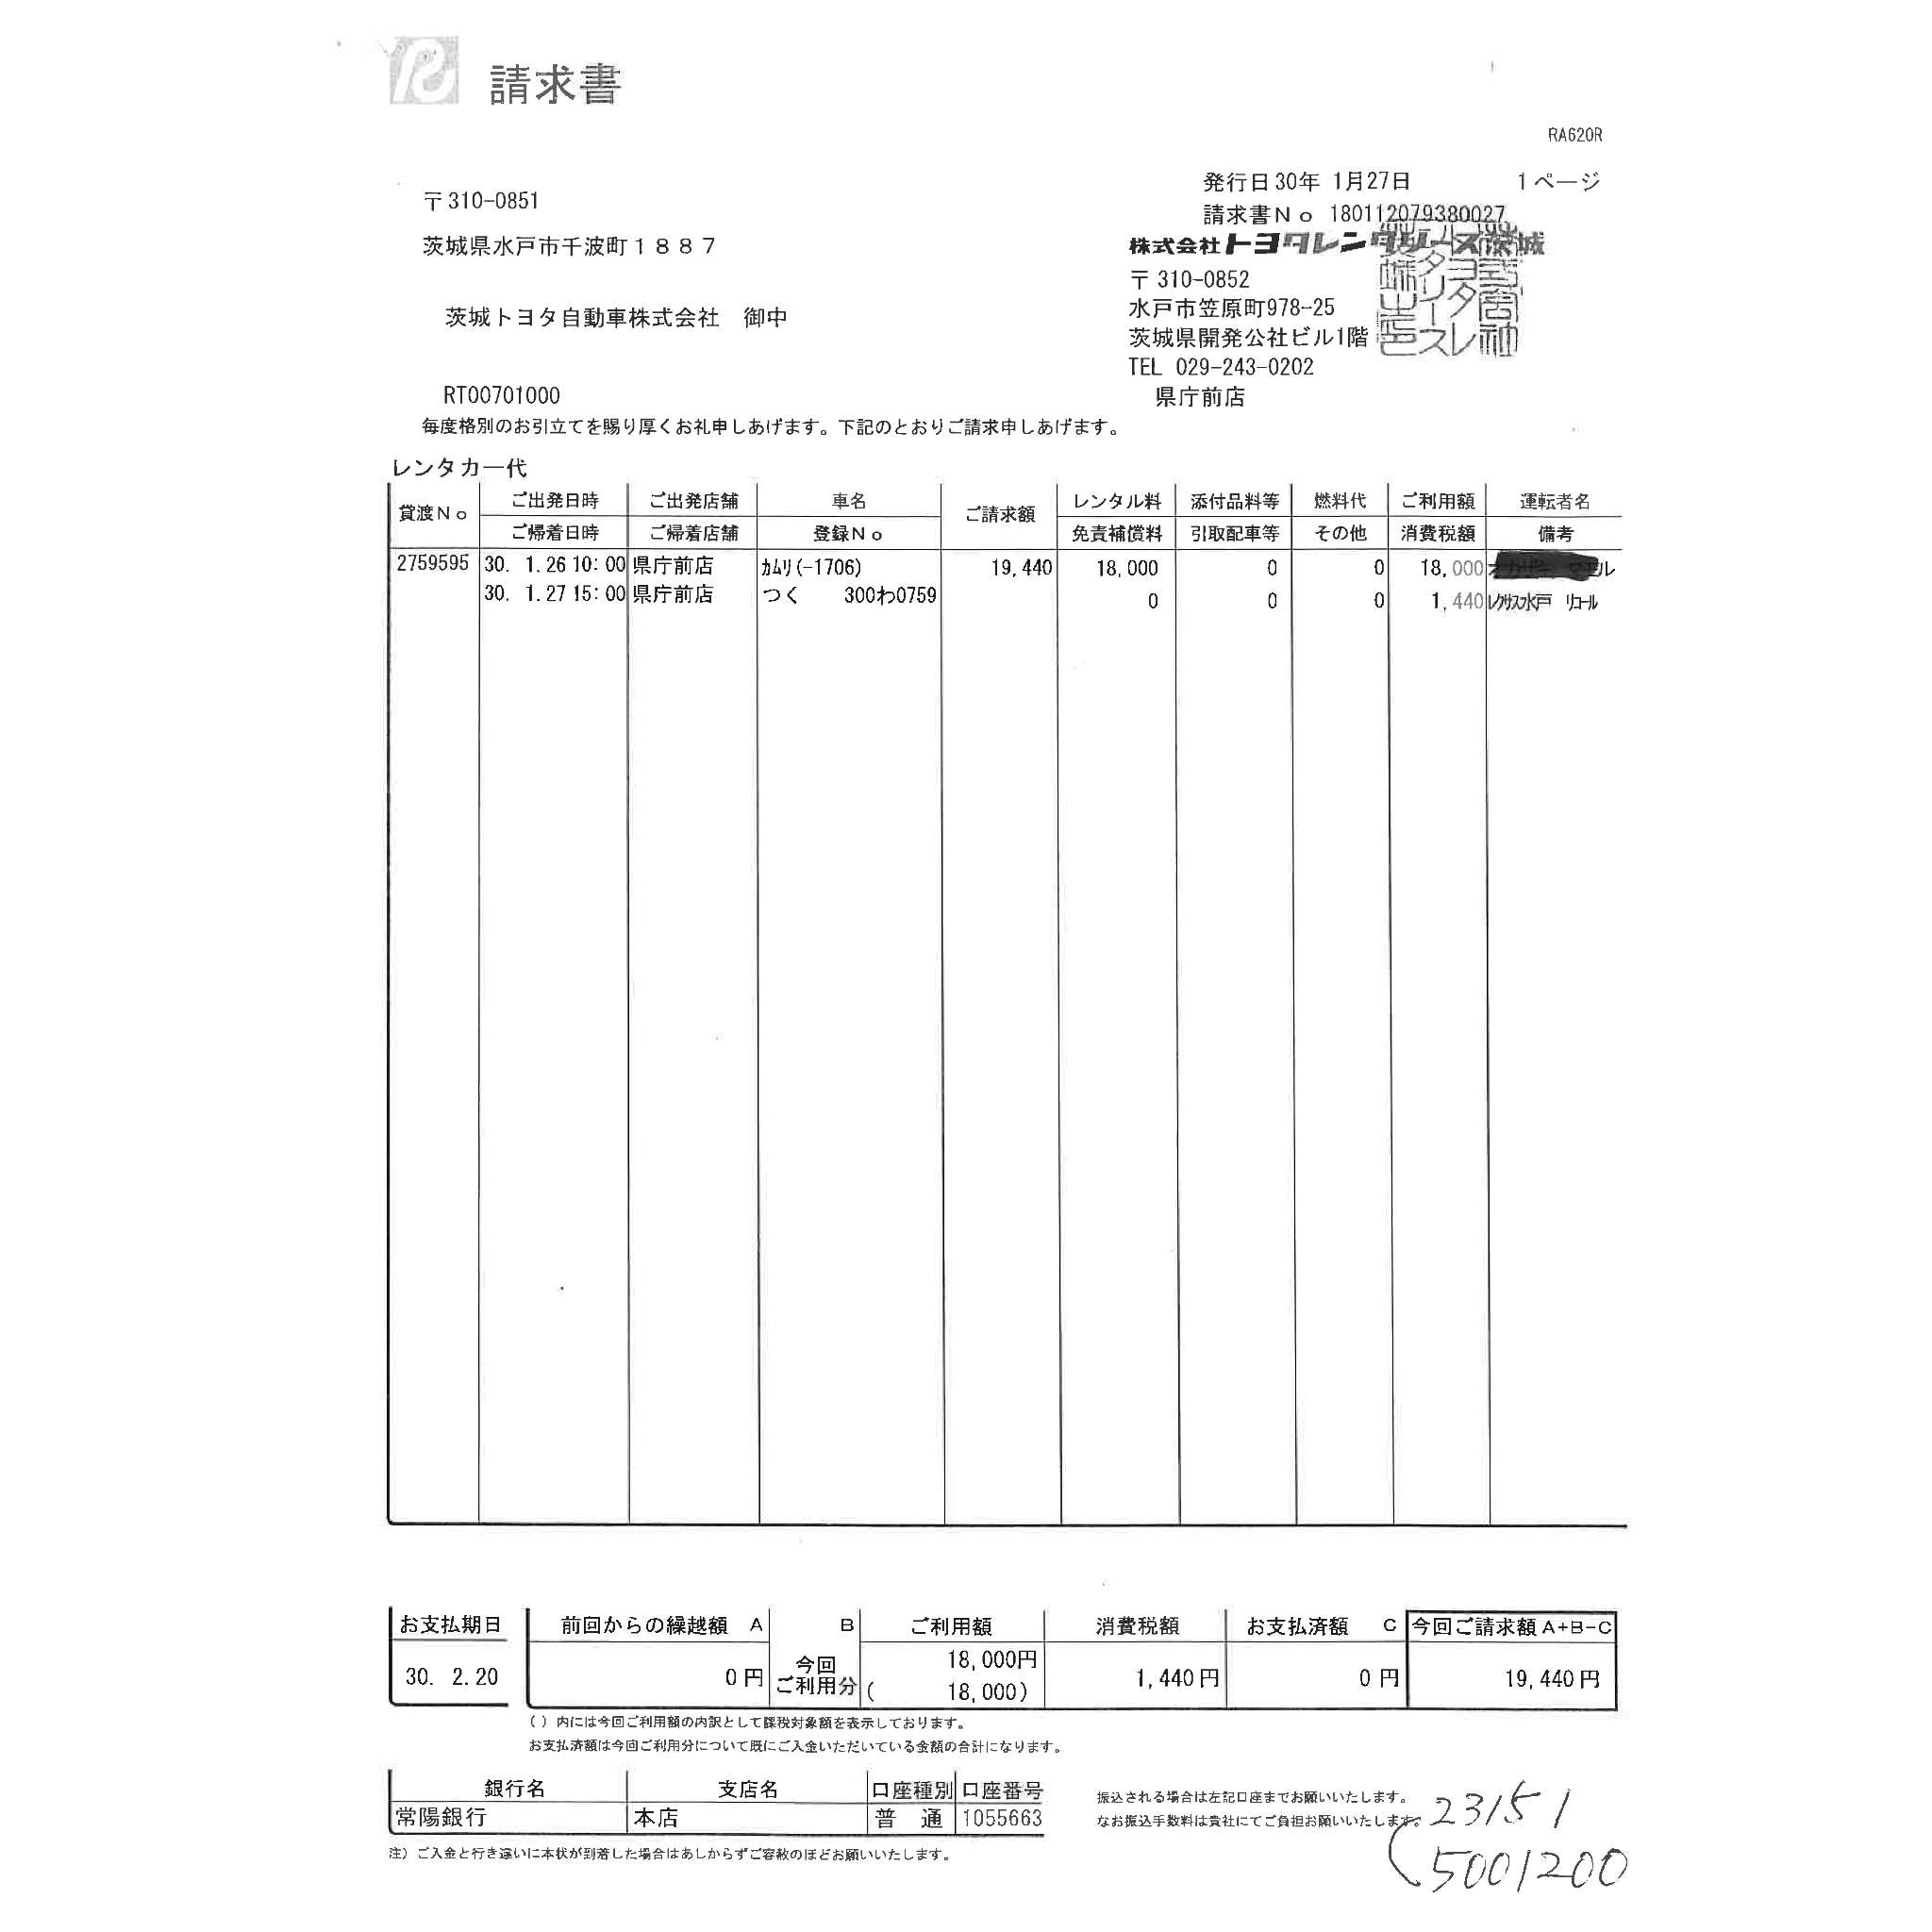 請求書
RA620R
発行日30年 1月27日 1ページ
請求書No 180112079380027
株式会社トヨタレンタリース茨城
〒310-0852
水戸市笠原町978-25
茨城県開発公社ビル1階
TEL 029-243-0202
県庁前店
〒310-0851
茨城県水戸市千波町1887
茨城トヨタ自動車株式会社 御中
RT00701000
毎度格別のお引立てを賜り厚くお礼申しあげます。下記のとおりご請求申しあげます。
レンタカー代
貸渡No ご出発日時 ご出発店舗 車名 ご請求額 レンタル料 添付品料等 燃料代 ご利用額 運転者名
ご帰着日時 ご帰着店舗 登録No 免責補償料 引取配車等 その他 消費税額 備考
2759595 30. 1.26 10:00 県庁前店 カムリ(-1706) 19,440 18,000 0 0 18,000
30. 1.27 15:00 県庁前店 つく 300わ0759 0 0 0 1,440 レクサス水戸 リコール
お支払期日 前回からの繰越額 A B ご利用額 消費税額 お支払済額 C 今回ご請求額A+B-C
30. 2.20 0円 今回ご利用分 18,000円 1,440円 0円 19,440円
( 18,000)
( ) 内には今回ご利用額の内訳として課税対象額を表示しております。
お支払済額は今回ご利用分について既にご入金いただいている金額の合計になります。
銀行名 支店名 口座種別 口座番号
常陽銀行 本店 普通 1055663
振込される場合は左記口座までお願いいたします。
なお振込手数料は貴社にてご負担お願いいたします。
注) ご入金と行き違いに本状が到着した場合はあしからずご容赦のほどお願いいたします。
23151
5001200